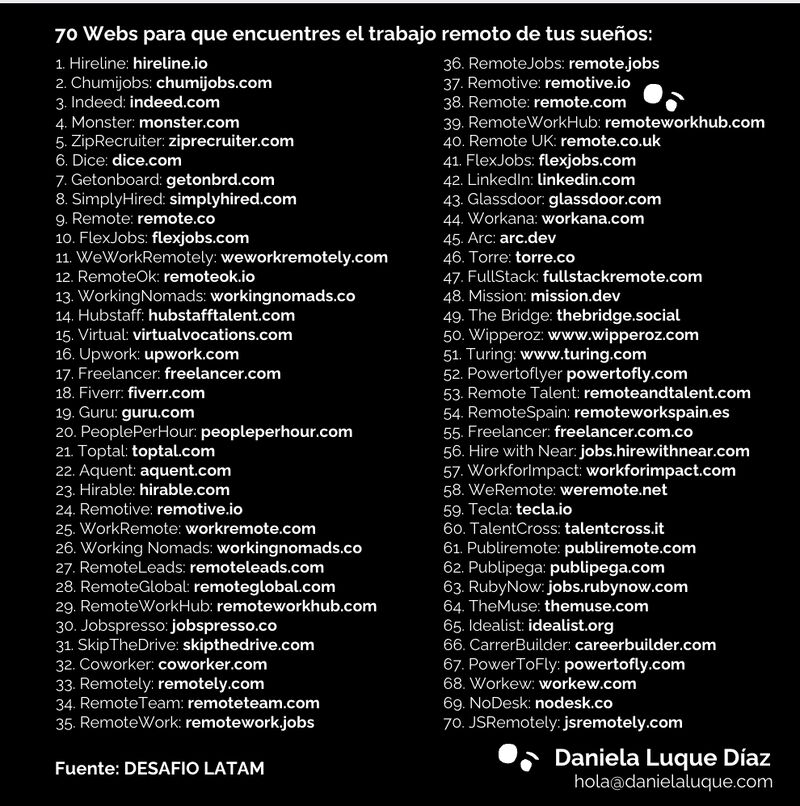 70 Webs para que encuentres el trabajo remoto de tus sueños:
1. Hireline: hireline.io
2. Chumijobs: chumijobs.com
3. Indeed: indeed.com
4. Monster: monster.com
5. ZipRecruiter: ziprecruiter.com
6. Dice: dice.com
7. Getonboard: getonbrd.com
8. SimplyHired: simplyhired.com
9. Remote: remote.co
10. FlexJobs: flexjobs.com
11. WeWorkRemotely: weworkremotely.com
12. RemoteOk: remoteok.io
13. WorkingNomads: workingnomads.co
14. Hubstaff: hubstafftalent.com
15. Virtual: virtualvocations.com
16. Upwork: upwork.com
17. Freelancer: freelancer.com
18. Fiverr: fiverr.com
19. Guru: guru.com
20. PeoplePerHour: peopleperhour.com
21. Toptal: toptal.com
22. Aquent: aquent.com
23. Hirable: hirable.com
24. Remotive: remotive.io
25. WorkRemote: workremote.com
26. Working Nomads: workingnomads.co
27. RemoteLeads: remoteleads.com
28. RemoteGlobal: remoteglobal.com
29. RemoteWorkHub: remoteworkhub.com
30. Jobspresso: jobspresso.co
31. SkipTheDrive: skipthedrive.com
32. Coworker: coworker.com
33. Remotely: remotely.com
34. RemoteTeam: remoteteam.com
35. RemoteWork: remotework.jobs
36. RemoteJobs: remote.jobs
37. Remotive: remotive.io
38. Remote: remote.com
39. RemoteWorkHub: remoteworkhub.com
40. Remote UK: remote.co.uk
41. FlexJobs: flexjobs.com
42. LinkedIn: linkedin.com
43. Glassdoor: glassdoor.com
44. Workana: workana.com
45. Arc: arc.dev
46. Torre: torre.co
47. FullStack: fullstackremote.com
48. Mission: mission.dev
49. The Bridge: thebridge.social
50. Wipperoz: www.wipperoz.com
51. Turing: www.turing.com
52. Powertoflyer powertofly.com
53. Remote Talent: remoteandtalent.com
54. RemoteSpain: remoteworkspain.es
55. Freelancer: freelancer.com.co
56. Hire with Near: jobs.hirewithnear.com
57. WorkforImpact: workforimpact.com
58. WeRemote: weremote.net
59. Tecla: tecla.io
60. TalentCross: talentcross.it
61. Publiremote: publiremote.com
62. Publipega: publipega.com
63. RubyNow: jobs.rubynow.com
64. TheMuse: themuse.com
65. Idealist: idealist.org
66. CarrerBuilder: careerbuilder.com
67. PowerToFly: powertofly.com
68. Workew: workew.com
69. NoDesk: nodesk.co
70. JSRemotely: jsremotely.com
Fuente: DESAFIO LATAM
Daniela Luque Díaz
hola@danielaluque.com